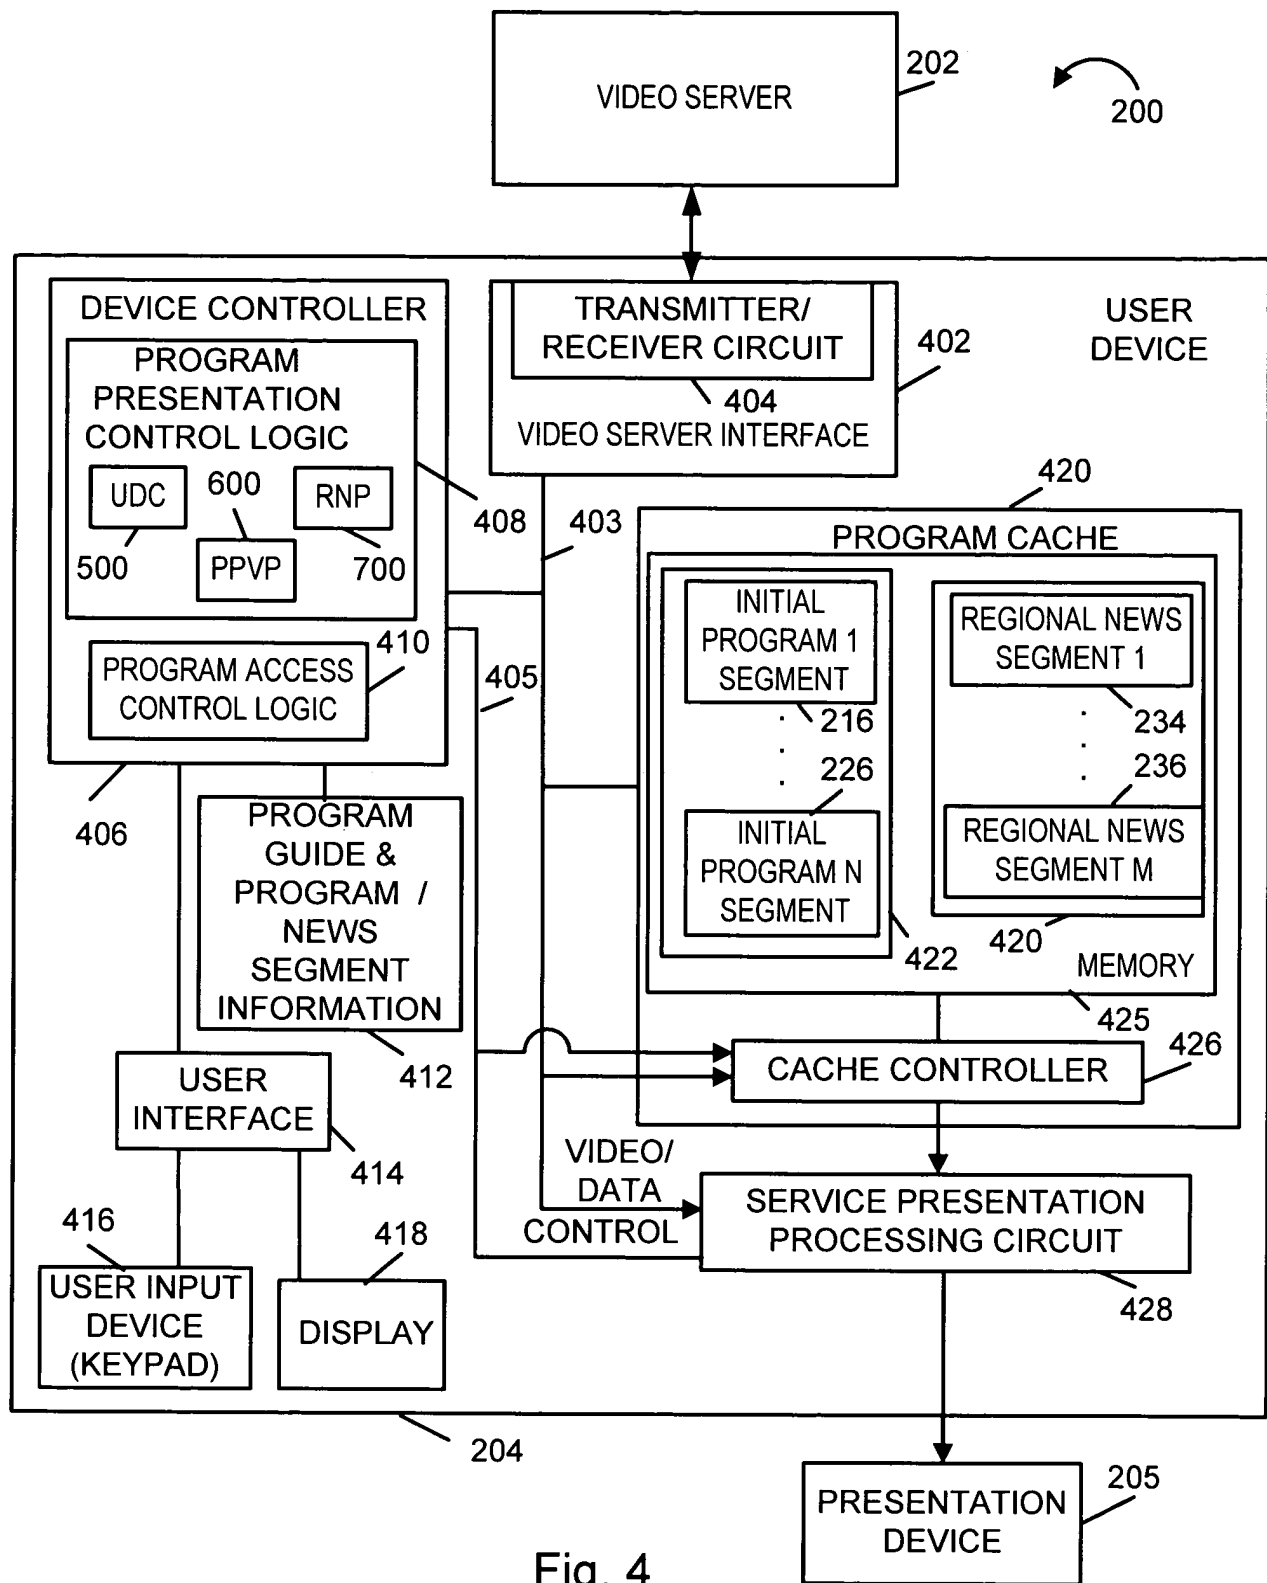 VIDEO SERVER
202
200
USER
DEVICE
DEVICE CONTROLLER
PROGRAM
PRESENTATION
CONTROL LOGIC
UDC
600
RNP
500
PPVP
700
408
PROGRAM ACCESS
CONTROL LOGIC
410
406
TRANSMITTER/
RECEIVER CIRCUIT
404
VIDEO SERVER INTERFACE
402
403
405
420
PROGRAM CACHE
INITIAL
PROGRAM 1
SEGMENT
216
.
.
.
226
INITIAL
PROGRAM N
SEGMENT
422
REGIONAL NEWS
SEGMENT 1
234
.
.
.
236
REGIONAL NEWS
SEGMENT M
420
MEMORY
425
PROGRAM
GUIDE &
PROGRAM /
NEWS
SEGMENT
INFORMATION
412
CACHE CONTROLLER
426
USER
INTERFACE
414
VIDEO/
DATA
CONTROL
SERVICE PRESENTATION
PROCESSING CIRCUIT
428
416
USER INPUT
DEVICE
(KEYPAD)
418
DISPLAY
204
PRESENTATION
DEVICE
205
Fig. 4